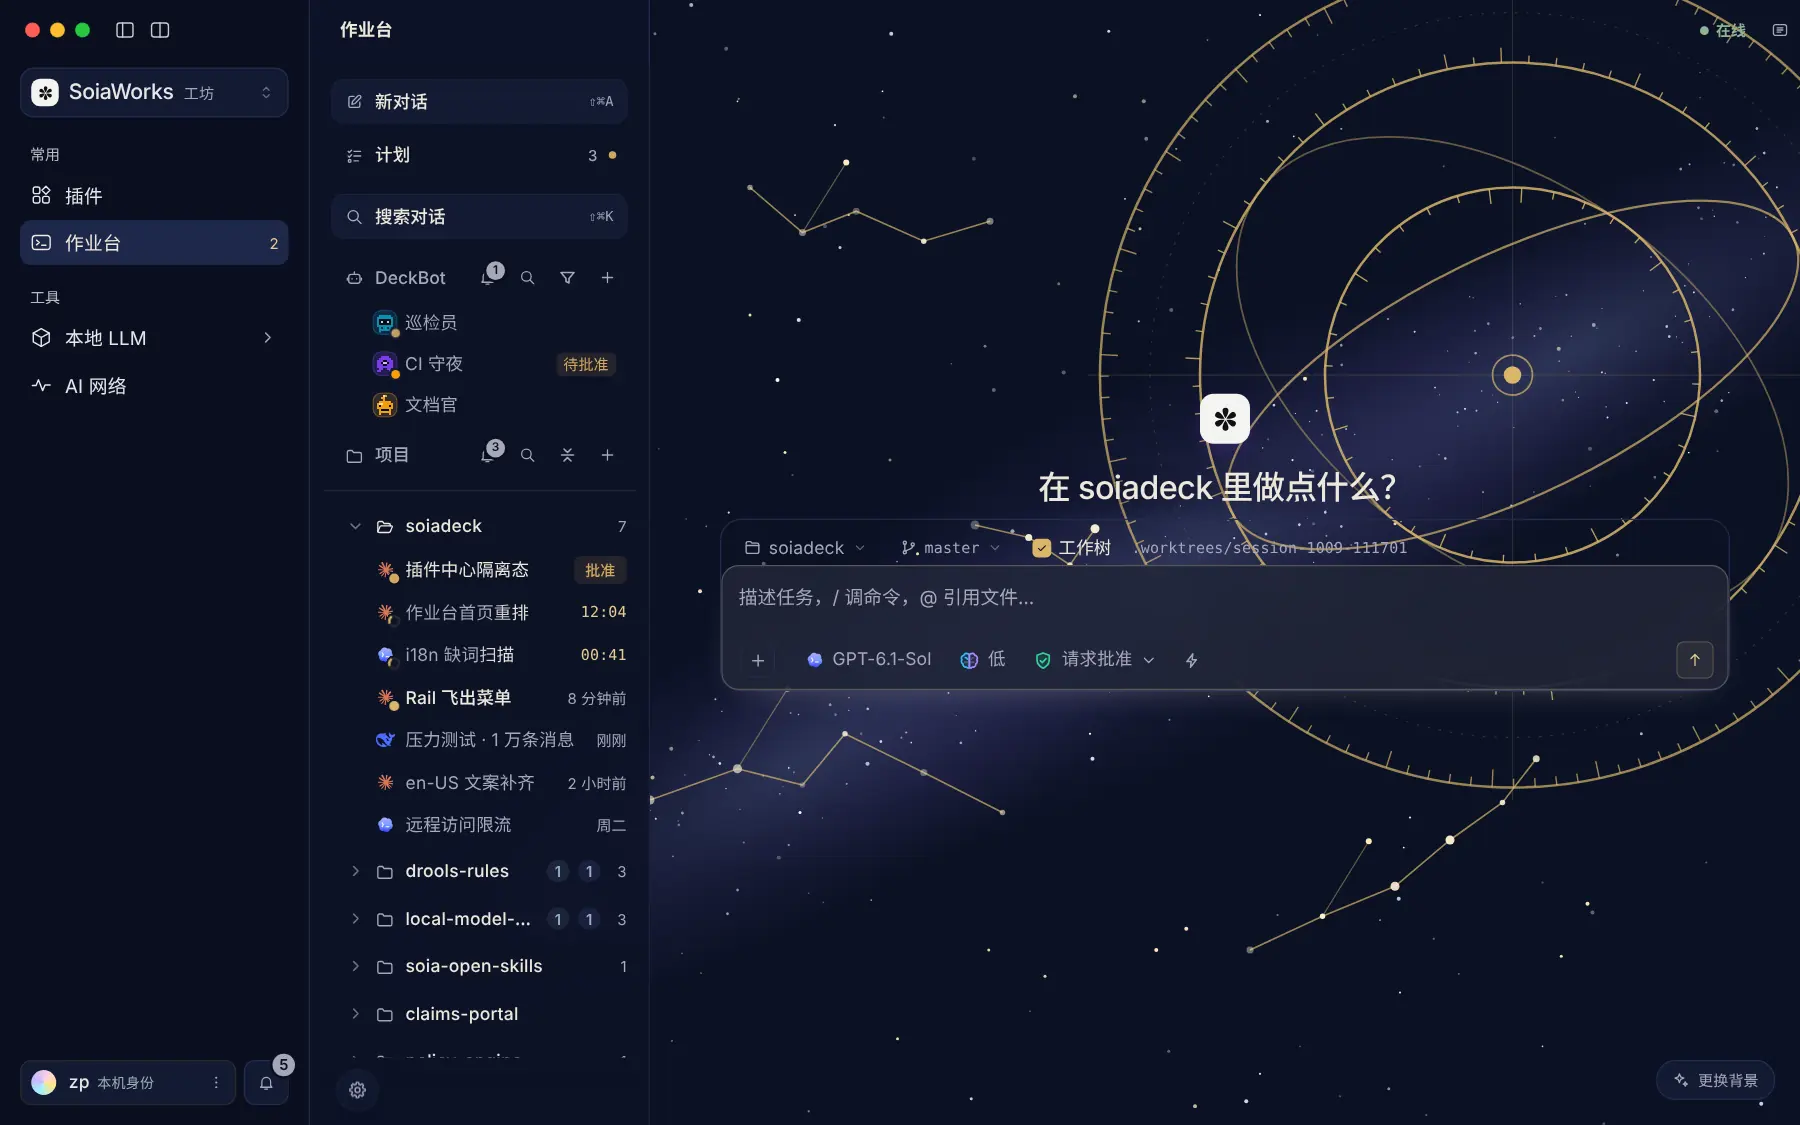 SoiaWorks 工坊
常用
插件
作业台 2
工具
本地 LLM
AI 网络
zp 本机身份
5
作业台
新对话 ⇧⌘A
计划 3
搜索对话 ⇧⌘K
DeckBot 1
巡检员
CI 守夜 待批准
文档官
项目 3
soiadeck 7
插件中心隔离态 批准
作业台首页重排 12:04
i18n 缺词扫描 00:41
Rail 飞出菜单 8 分钟前
压力测试 · 1 万条消息 刚刚
en-US 文案补齐 2 小时前
远程访问限流 周二
drools-rules 1 1 3
local-model-... 1 1 3
soia-open-skills 1
claims-portal
在线
在 soiadeck 里做点什么？
soiadeck master 工作树 .worktrees/session-1009-111701
描述任务，/ 调命令，@ 引用文件...
GPT-6.1-Sol 低 请求批准
更换背景